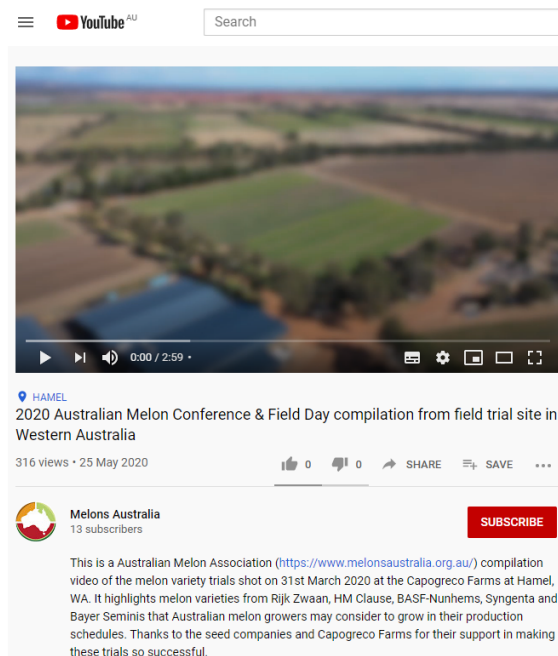 YouTube AU
Search
0:00 / 2:59 •
HAMEL
2020 Australian Melon Conference & Field Day compilation from field trial site in
Western Australia
316 views • 25 May 2020
0 0 SHARE SAVE
Melons Australia
13 subscribers
SUBSCRIBE
This is a Australian Melon Association (https://www.melonsaustralia.org.au/) compilation
video of the melon variety trials shot on 31st March 2020 at the Capogreco Farms at Hamel,
WA. It highlights melon varieties from Rijk Zwaan, HM Clause, BASF-Nunhems, Syngenta and
Bayer Seminis that Australian melon growers may consider to grow in their production
schedules. Thanks to the seed companies and Capogreco Farms for their support in making
these trials so successful.